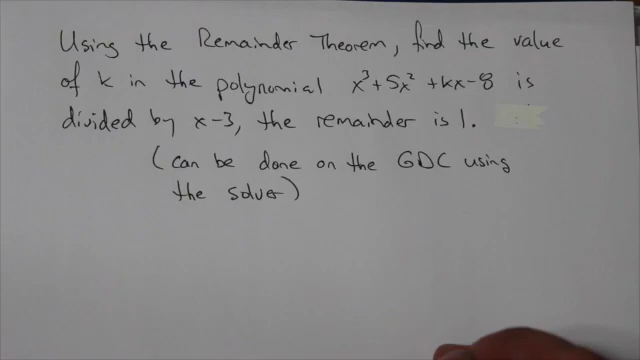 Using the Remainder Theorem, find the value
of k in the polynomial x³+5x²+kx-8 is
divided by x-3, the remainder is 1.
(can be done on the GDC using
the solver)